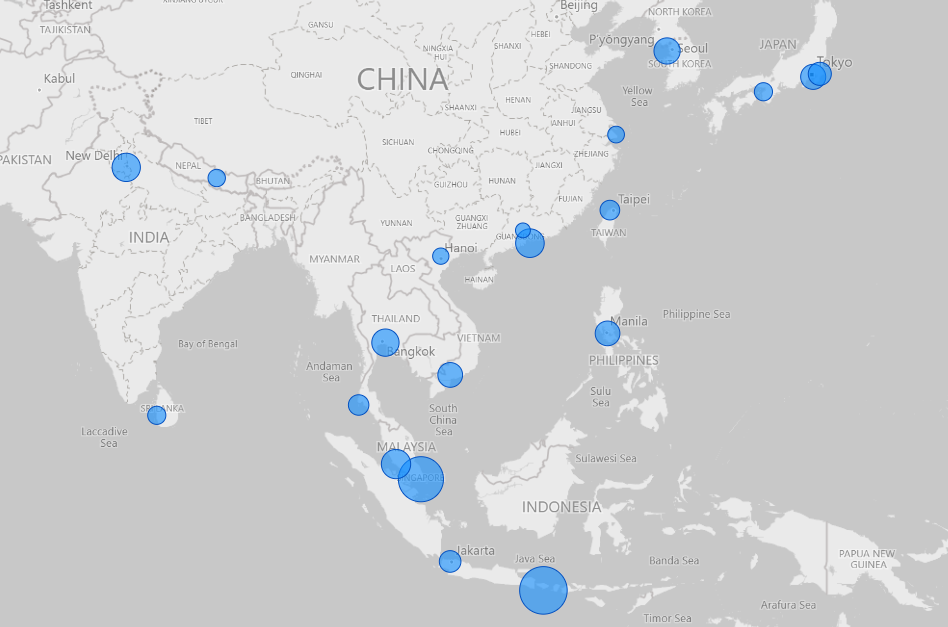 Tashkent
XINJIANG UYGUR
Beijing
NORTH KOREA
TAJIKISTAN
GANSU
HEBEI
P'yŏngyang
JAPAN
NINGXIA
HUI
SHANXI
Seoul
SOUTH KOREA
Tokyo
Kabul
QINGHAI
CHINA
SHANDONG
Yellow
Sea
HENAN
SHAANXI
JIANGSU
TIBET
ANHUI
HUBEI
SICHUAN
CHONGQING
ZHEJIANG
PAKISTAN
New Delhi
NEPAL
JIANGXI
BHUTAN
GUIZHOU
HUNAN
FUJIAN
Taipei
BANGLADESH
YUNNAN
GUANGXI
ZHUANG
TAIWAN
INDIA
Hanoi
MYANMAR
LAOS
HAINAN
THAILAND
Manila
Philippine Sea
VIETNAM
Bay of Bengal
Bangkok
PHILIPPINES
Andaman
Sea
Sulu
Sea
SRI LANKA
South
China
Sea
Laccadive
Sea
MALAYSIA
Sulawesi Sea
SINGAPORE
INDONESIA
Jakarta
Java Sea
Banda Sea
PAPUA NEW
GUINEA
Arafura Sea
Timor Sea